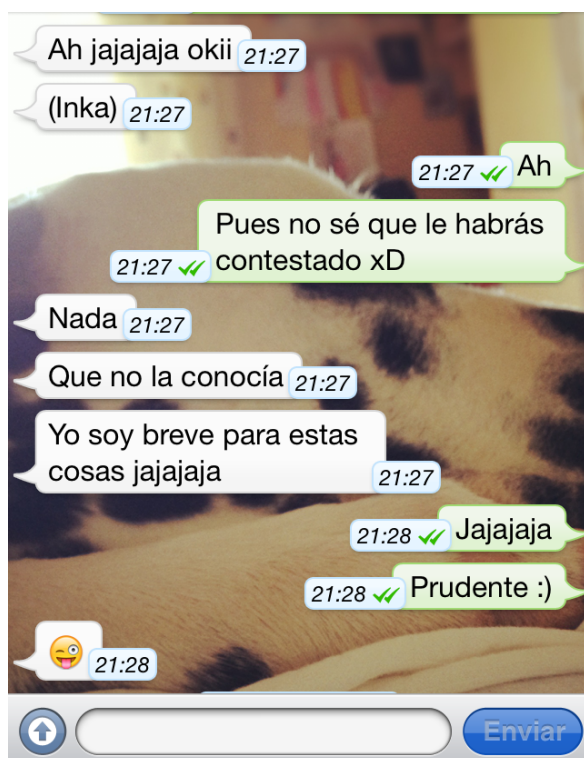 Ah jajajaja okii 21:27
(Inka) 21:27
21:27 Ah
Pues no sé que le habrás
21:27 contestado xD
Nada 21:27
Que no la conocía 21:27
Yo soy breve para estas
cosas jajajaja 21:27
21:28 Jajajaja
21:28 Prudente :)
😜 21:28
Enviar